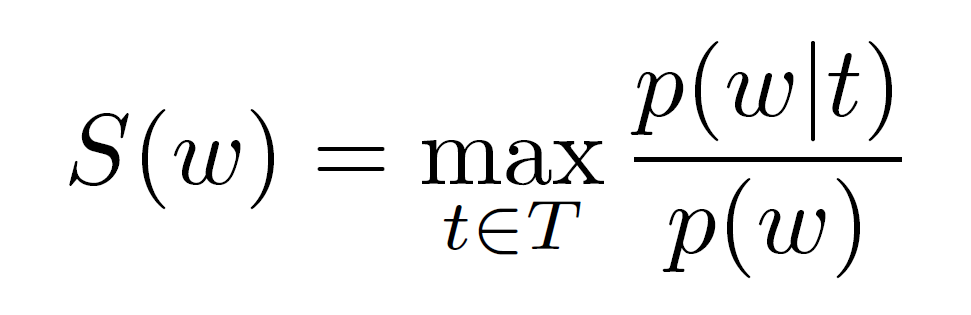 S(w) = max_{t∈T} p(w|t) / p(w)